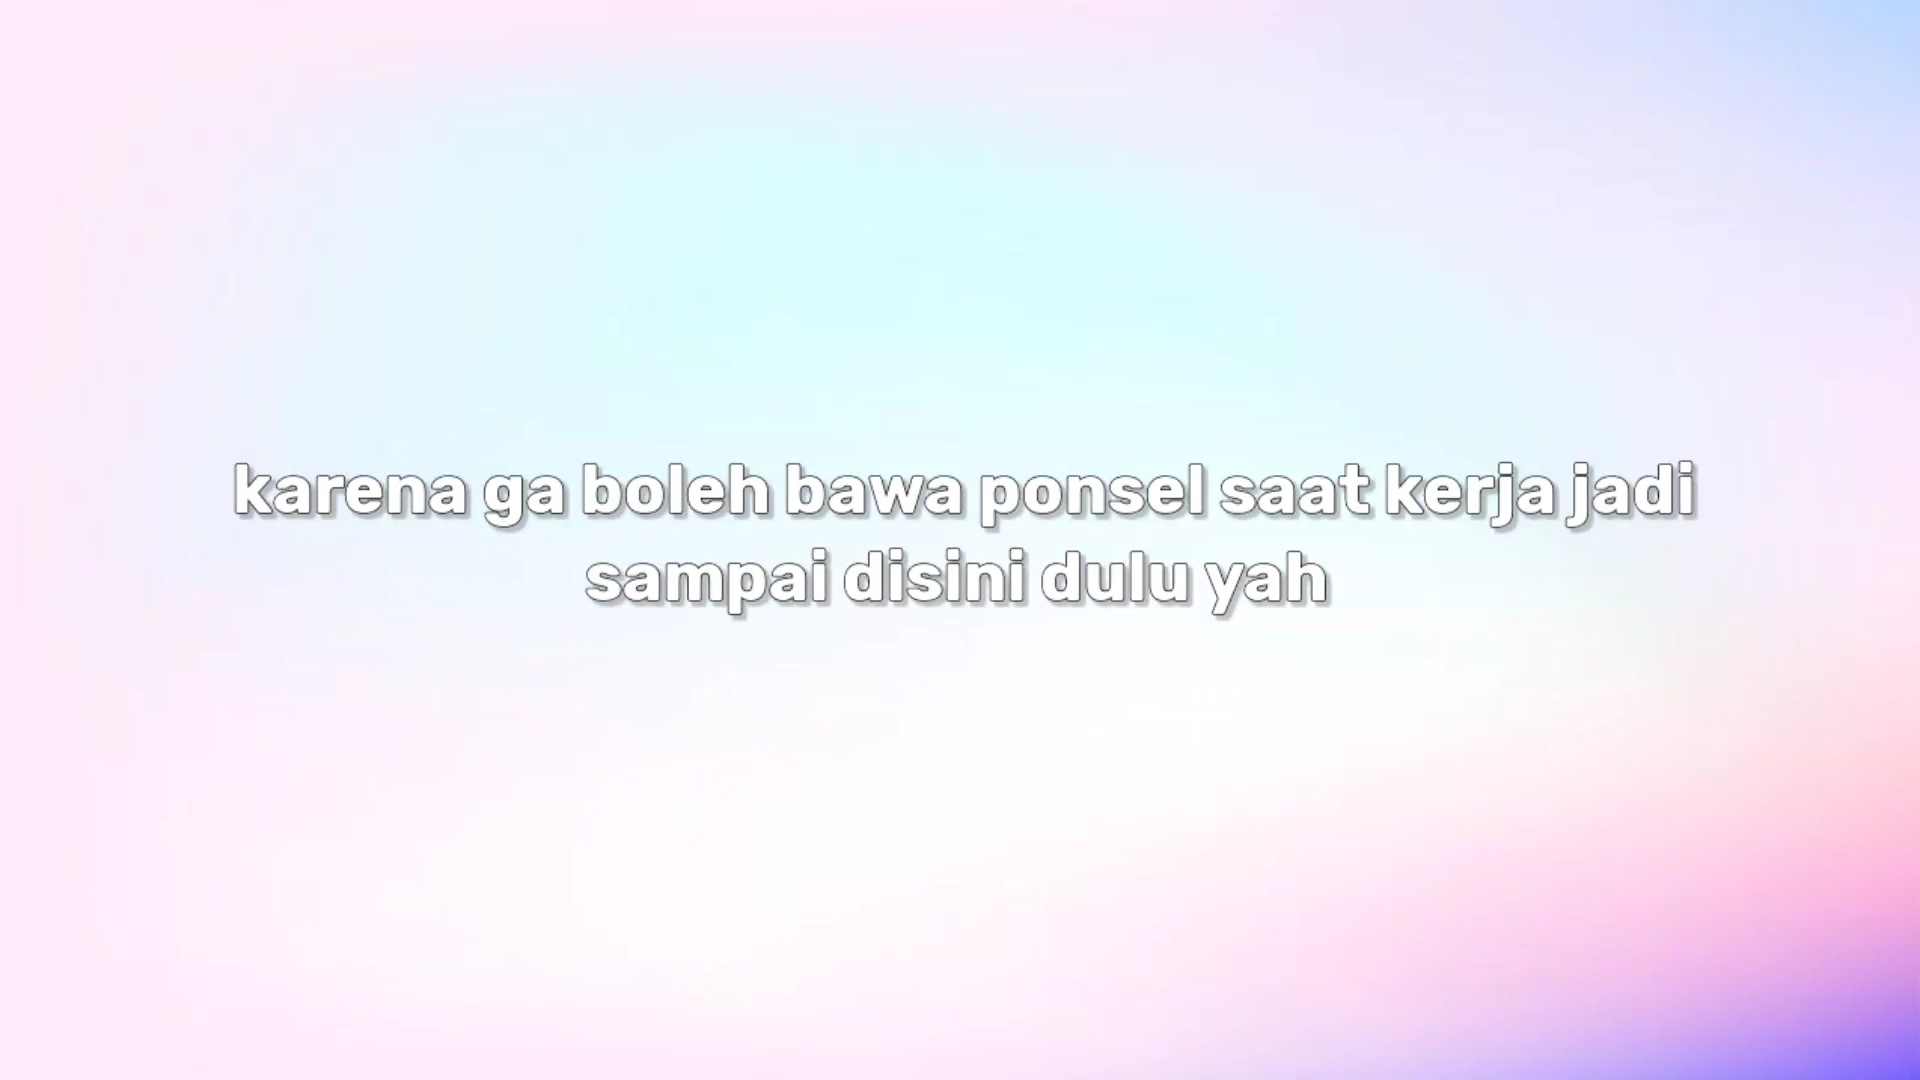 karena ga boleh bawa ponsel saat kerja jadi
sampai disini dulu yah